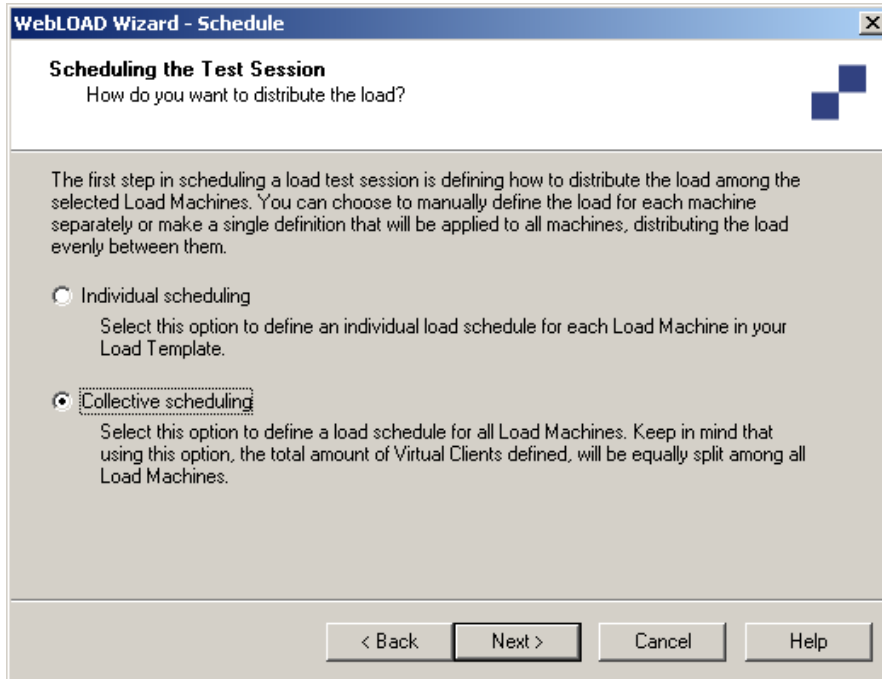 WebLOAD Wizard - Schedule
Scheduling the Test Session
How do you want to distribute the load?
The first step in scheduling a load test session is defining how to distribute the load among the
selected Load Machines. You can choose to manually define the load for each machine
separately or make a single definition that will be applied to all machines, distributing the load
evenly between them.
Individual scheduling
Select this option to define an individual load schedule for each Load Machine in your
Load Template.
Collective scheduling
Select this option to define a load schedule for all Load Machines. Keep in mind that
using this option, the total amount of Virtual Clients defined, will be equally split among all
Load Machines.
< Back Next > Cancel Help